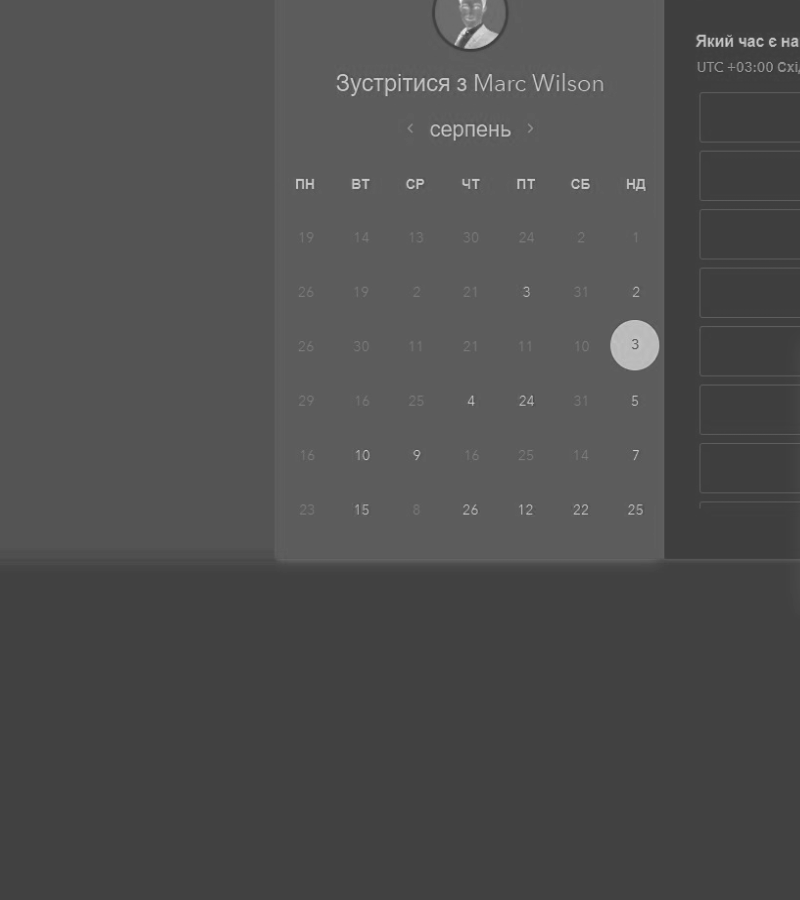 Зустрітися з Marc Wilson
‹ серпень ›
ПН ВТ СР ЧТ ПТ СБ НД
19 14 13 30 24 2 1
26 19 2 21 3 31 2
26 30 11 21 11 10 3
29 16 25 4 24 31 5
16 10 9 16 25 14 7
23 15 8 26 12 22 25
Який час є на
UTC +03:00 Схі